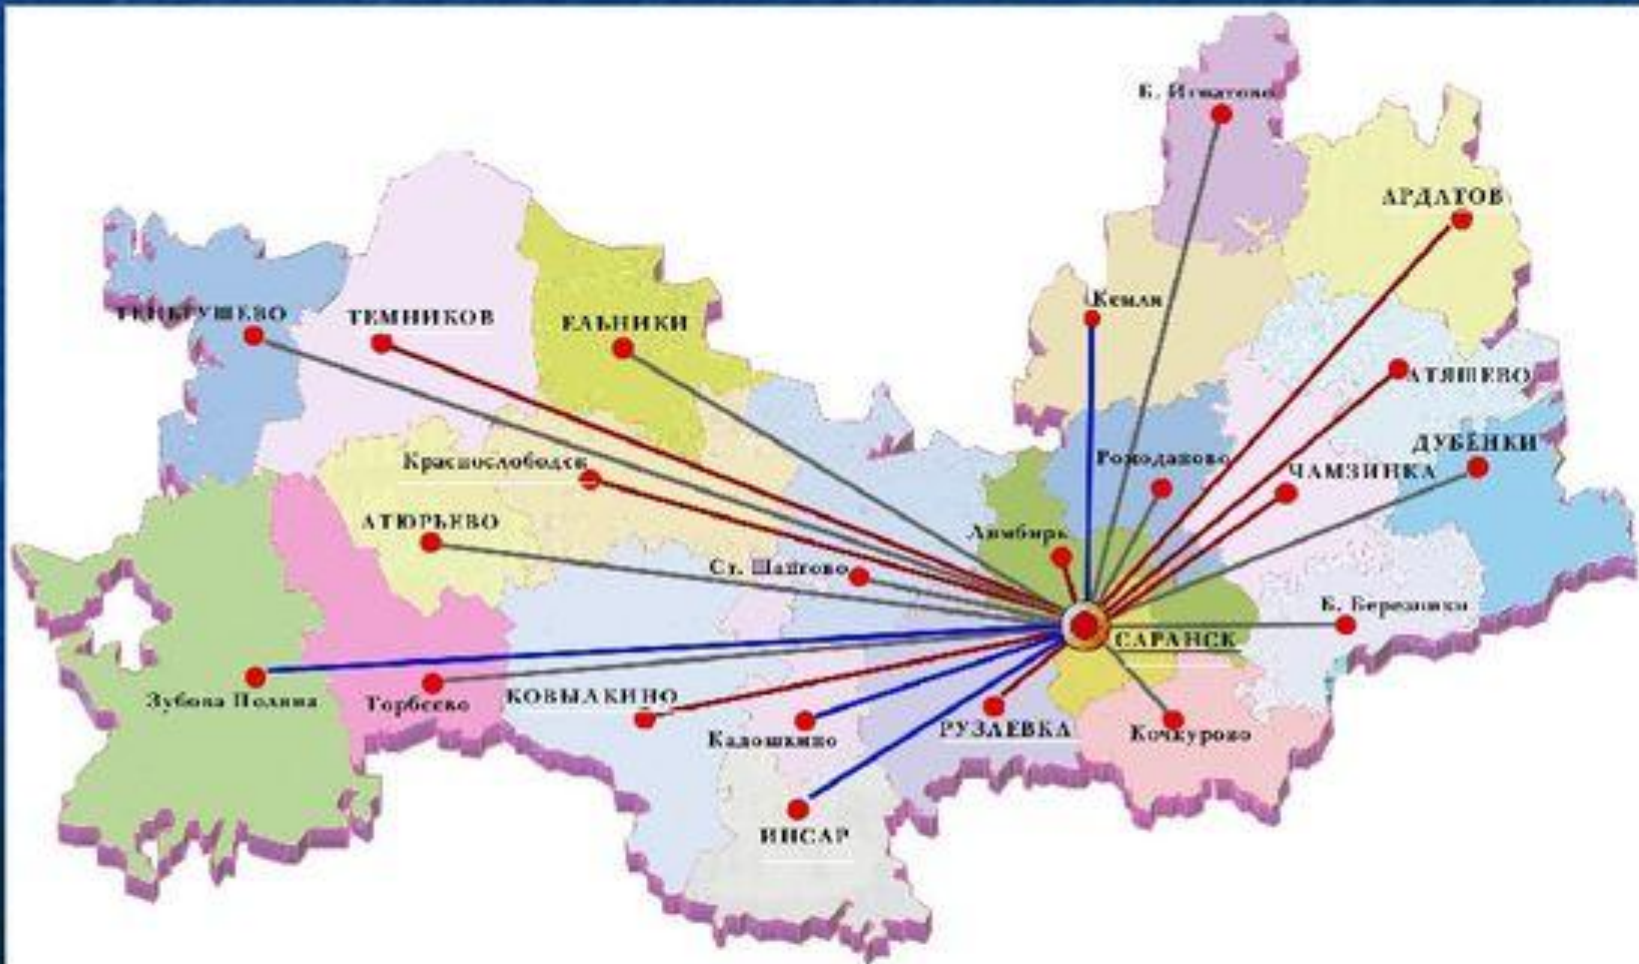 Б. Игнатово
АРДАТОВ
Кемля
ТЕНЬГУШЕВО
ТЕМНИКОВ
ЕЛЬНИКИ
АТЯШЕВО
ДУБЁНКИ
Ромоданово
ЧАМЗИНКА
Краснослободск
АТЮРЬЕВО
Лямбирь
Ст. Шайгово
Б. Березники
САРАНСК
Зубова Поляна
Торбеево
КОВЫЛКИНО
Кадошкино
РУЗАЕВКА
Кочкурово
ИНСАР